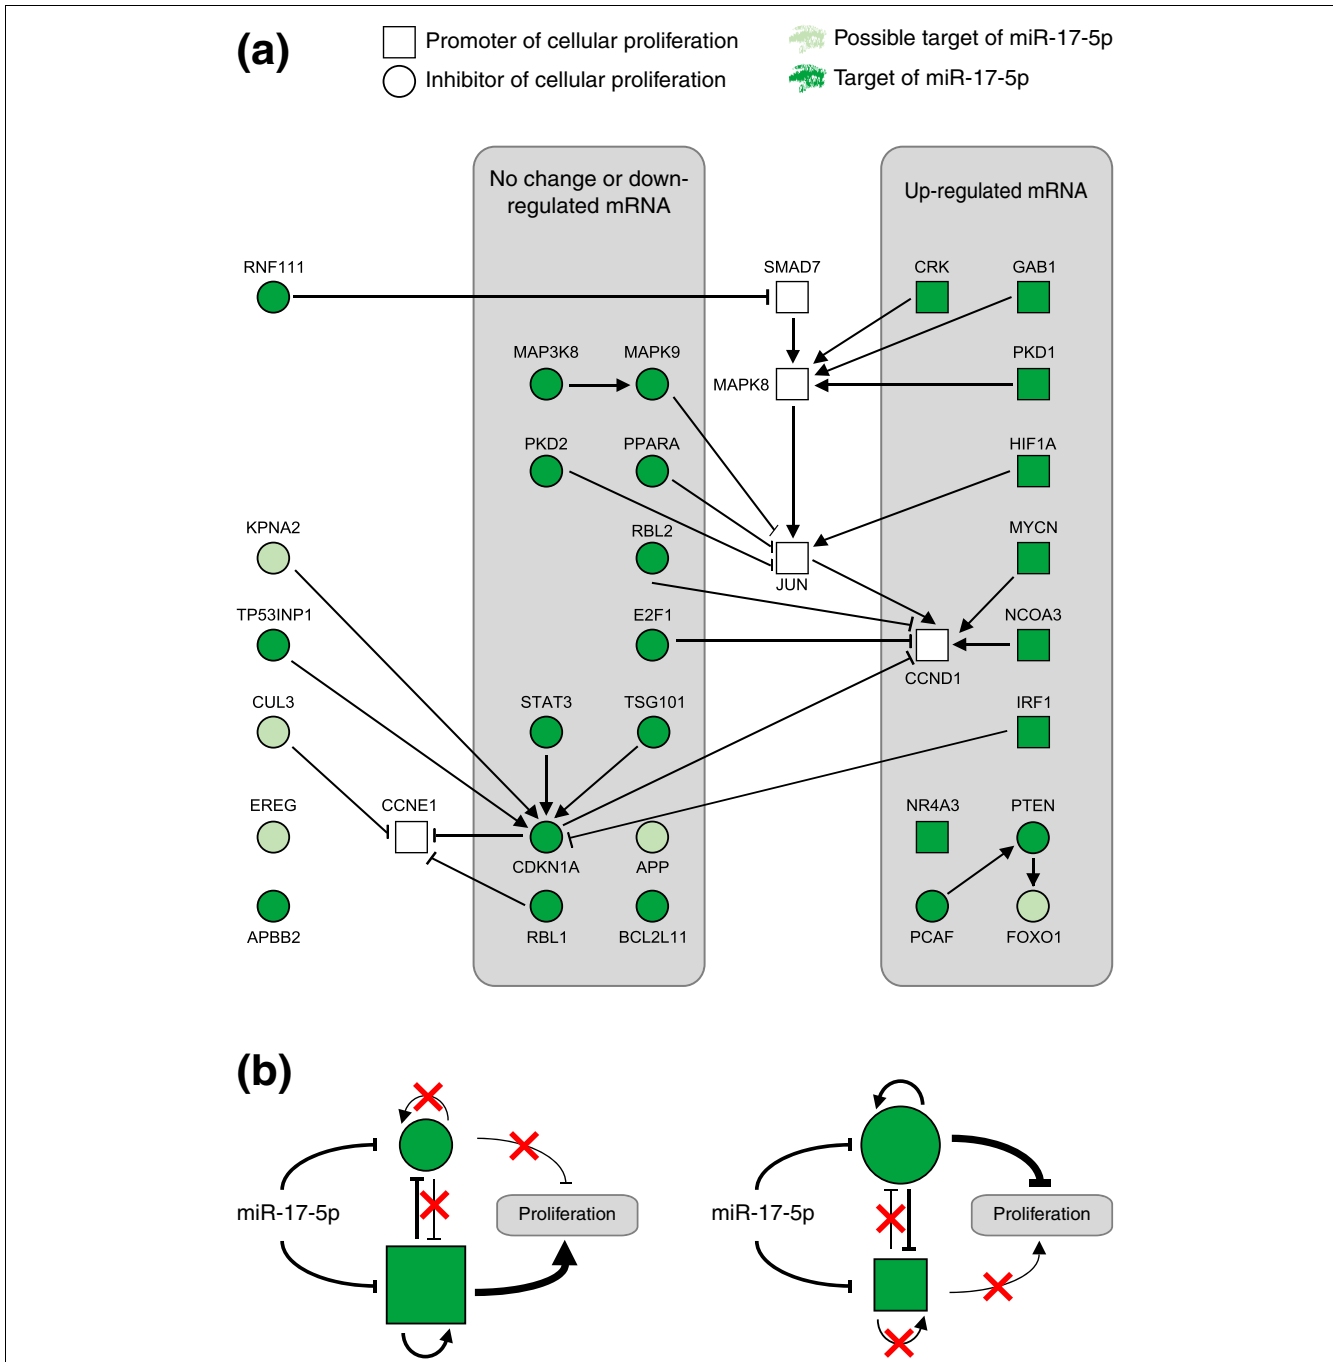 (a)
Promoter of cellular proliferation
Inhibitor of cellular proliferation
Possible target of miR-17-5p
Target of miR-17-5p
No change or down-
regulated mRNA
Up-regulated mRNA
RNF111
SMAD7
CRK
GAB1
MAP3K8
MAPK9
MAPK8
PKD1
PKD2
PPARA
HIF1A
KPNA2
RBL2
JUN
MYCN
TP53INP1
E2F1
CCND1
NCOA3
CUL3
STAT3
TSG101
IRF1
EREG
CCNE1
CDKN1A
APP
NR4A3
PTEN
APBB2
RBL1
BCL2L11
PCAF
FOXO1
(b)
miR-17-5p
Proliferation
miR-17-5p
Proliferation